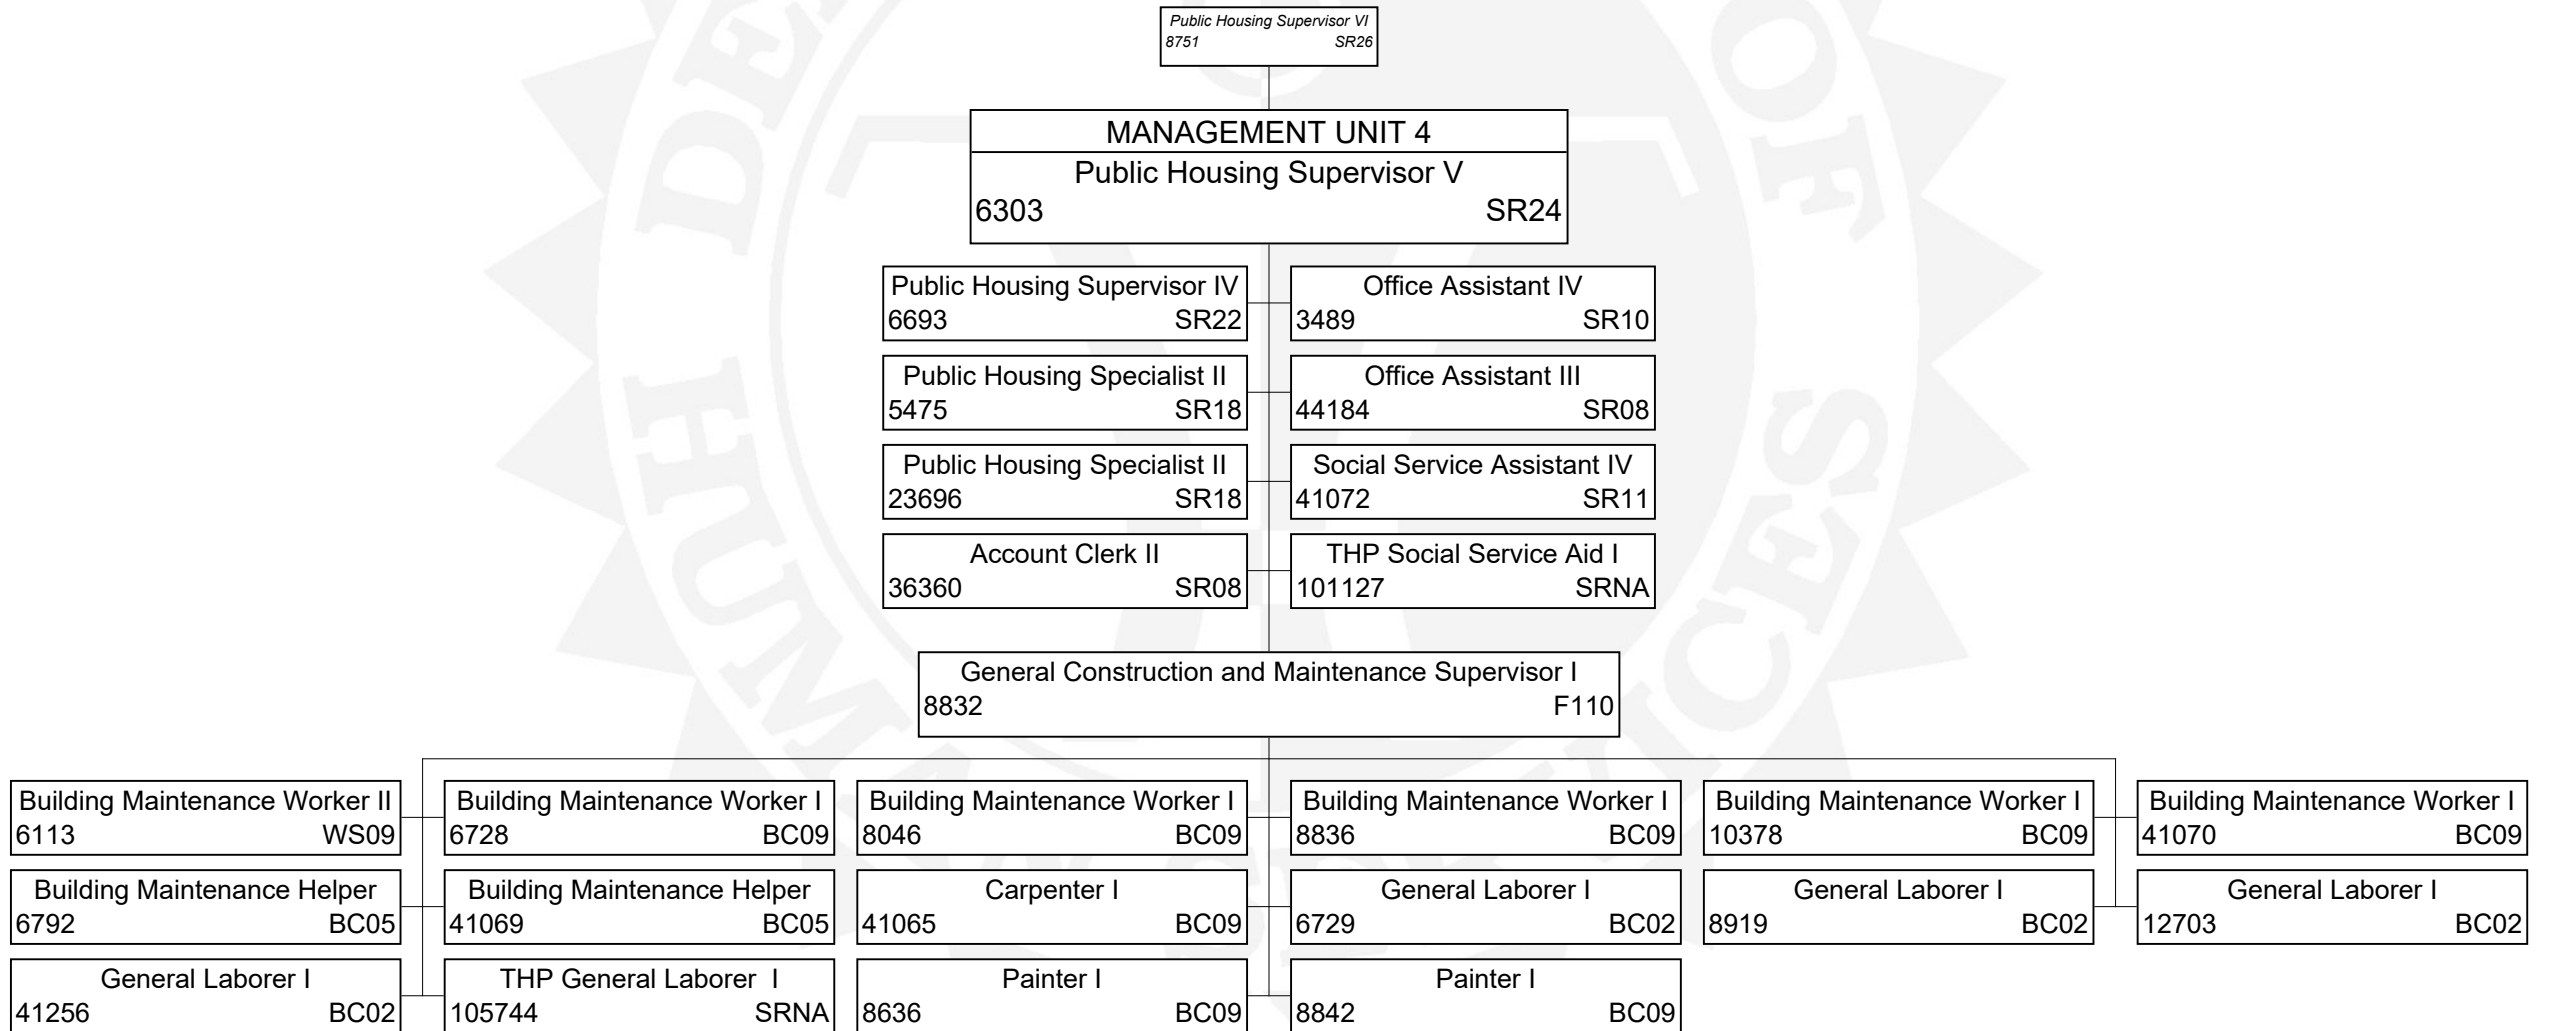 Public Housing Supervisor VI
8751 SR26
MANAGEMENT UNIT 4
Public Housing Supervisor V
6303 SR24
Public Housing Supervisor IV
6693 SR22
Office Assistant IV
3489 SR10
Public Housing Specialist II
5475 SR18
Office Assistant III
44184 SR08
Public Housing Specialist II
23696 SR18
Social Service Assistant IV
41072 SR11
Account Clerk II
36360 SR08
THP Social Service Aid I
101127 SRNA
General Construction and Maintenance Supervisor I
8832 F110
Building Maintenance Worker II
6113 WS09
Building Maintenance Worker I
6728 BC09
Building Maintenance Worker I
8046 BC09
Building Maintenance Worker I
8836 BC09
Building Maintenance Worker I
10378 BC09
Building Maintenance Worker I
41070 BC09
Building Maintenance Helper
6792 BC05
Building Maintenance Helper
41069 BC05
Carpenter I
41065 BC09
General Laborer I
6729 BC02
General Laborer I
8919 BC02
General Laborer I
12703 BC02
General Laborer I
41256 BC02
THP General Laborer I
105744 SRNA
Painter I
8636 BC09
Painter I
8842 BC09